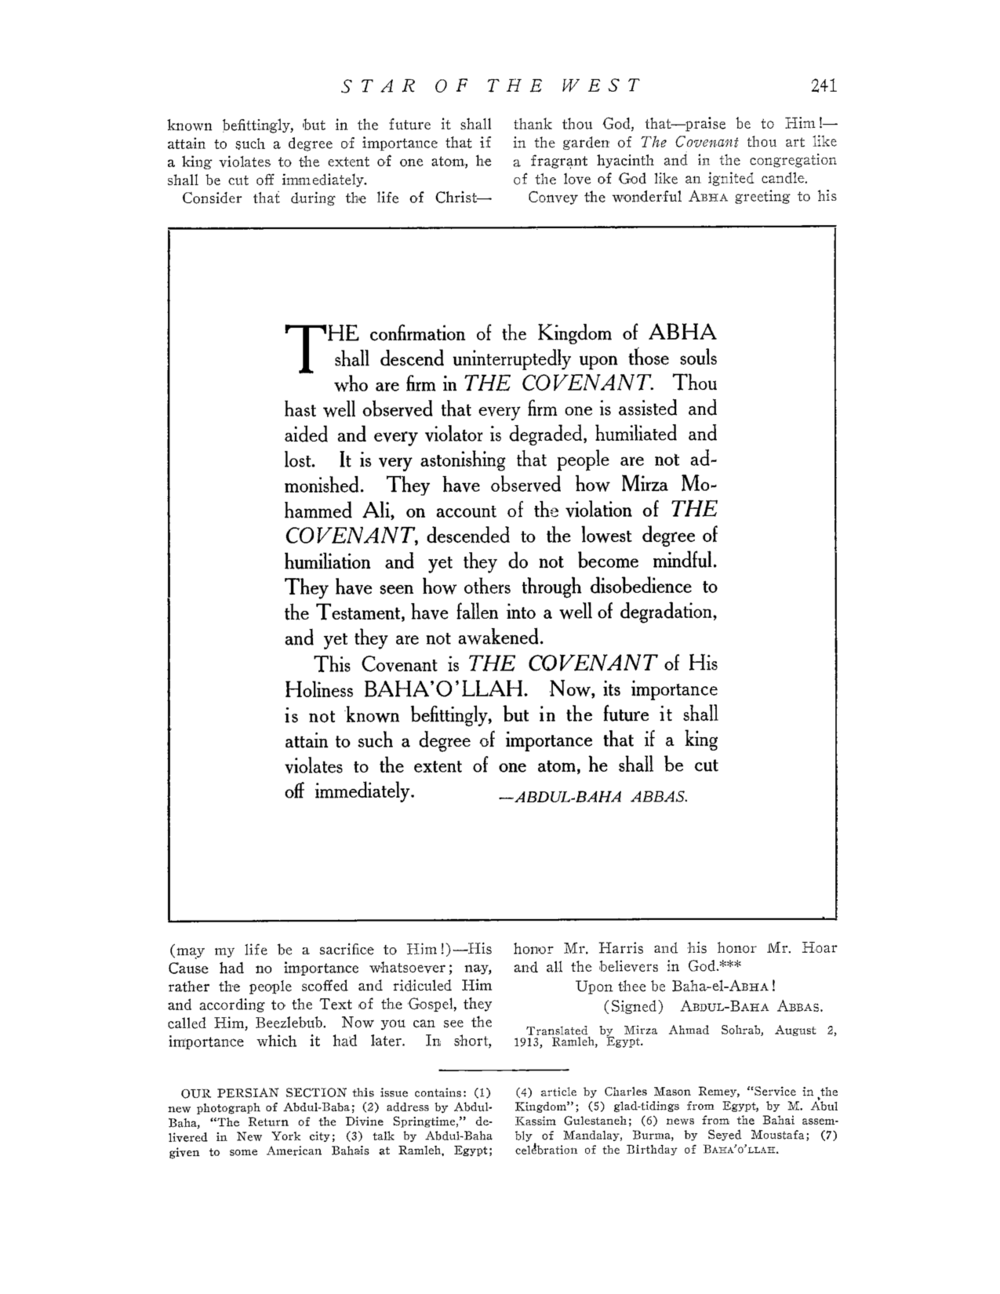 STAR OF THE WEST 241
known befittingly, but in the future it shall
attain to such a degree of importance that if
a king violates to the extent of one atom, he
shall be cut off immediately.
Consider that during the life of Christ—
(may my life be a sacrifice to Him!)—His
Cause had no importance whatsoever; nay,
rather the people scoffed and ridiculed Him
and according to the Text of the Gospel, they
called Him, Beezlebub. Now you can see the
importance which it had later. In short,
thank thou God, that—praise be to Him!—
in the garden of The Covenant thou art like
a fragrant hyacinth and in the congregation
of the love of God like an ignited candle.
Convey the wonderful ABHA greeting to his
honor Mr. Harris and his honor Mr. Hoar
and all the believers in God.***
Upon thee be Baha-el-ABHA!
(Signed) ABDUL-BAHA ABBAS.
Translated by Mirza Ahmad Sohrab, August 2,
1913, Ramleh, Egypt.
THE confirmation of the Kingdom of ABHA
shall descend uninterruptedly upon those souls
who are firm in THE COVENANT. Thou
hast well observed that every firm one is assisted and
aided and every violator is degraded, humiliated and
lost. It is very astonishing that people are not ad-
monished. They have observed how Mirza Mo-
hammed Ali, on account of the violation of THE
COVENANT, descended to the lowest degree of
humiliation and yet they do not become mindful.
They have seen how others through disobedience to
the Testament, have fallen into a well of degradation,
and yet they are not awakened.
This Covenant is THE COVENANT of His
Holiness BAHA'O'LLAH. Now, its importance
is not known befittingly, but in the future it shall
attain to such a degree of importance that if a king
violates to the extent of one atom, he shall be cut
off immediately. —ABDUL-BAHA ABBAS.
OUR PERSIAN SECTION this issue contains: (1)
new photograph of Abdul-Baba; (2) address by Abdul-
Baha, "The Return of the Divine Springtime," de-
livered in New York city; (3) talk by Abdul-Baha
given to some American Bahais at Ramleh, Egypt;
(4) article by Charles Mason Remey, "Service in the
Kingdom"; (5) glad-tidings from Egypt, by M. Abul
Kassim Gulestaneh; (6) news from the Bahai assem-
bly of Mandalay, Burma, by Seyed Moustafa; (7)
celebration of the Birthday of BAHA'O'LLAH.